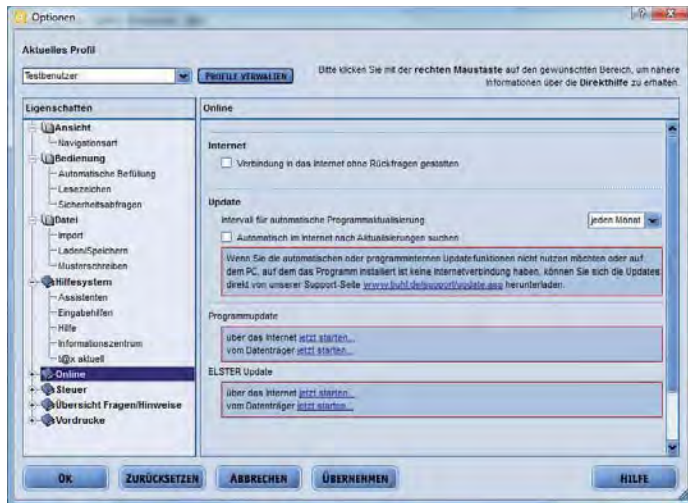 Optionen
Aktuelles Profil
Testbenutzer
PROFILE VERWALTEN
Bitte klicken Sie mit der rechten Maustaste auf den gewünschten Bereich, um nähere
Informationen über die Direkthilfe zu erhalten.
Eigenschaften
Ansicht
Navigationsart
Bedienung
Automatische Befüllung
Lesezeichen
Sicherheitsabfragen
Datei
Import
Laden/Speichern
Musterschreiben
Hilfesystem
Assistenten
Eingabehilfen
Hilfe
Informationszentrum
t@x aktuell
Online
Steuer
Übersicht Fragen/Hinweise
Vordrucke
Online
Internet
Verbindung in das Internet ohne Rückfragen gestatten
Update
Intervall für automatische Programmaktualisierung
jeden Monat
Automatisch im Internet nach Aktualisierungen suchen
Wenn Sie die automatischen oder programminternen Updatefunktionen nicht nutzen möchten oder auf
dem PC, auf dem das Programm installiert ist keine Internetverbindung haben, können Sie sich die Updates
direkt von unserer Support-Seite www.buhl.de/support/update.asp herunterladen.
Programmupdate
über das Internet jetzt starten...
vom Datenträger jetzt starten...
ELSTER Update
über das Internet jetzt starten...
vom Datenträger jetzt starten...
OK
ZURÜCKSETZEN
ABBRECHEN
ÜBERNEHMEN
HILFE